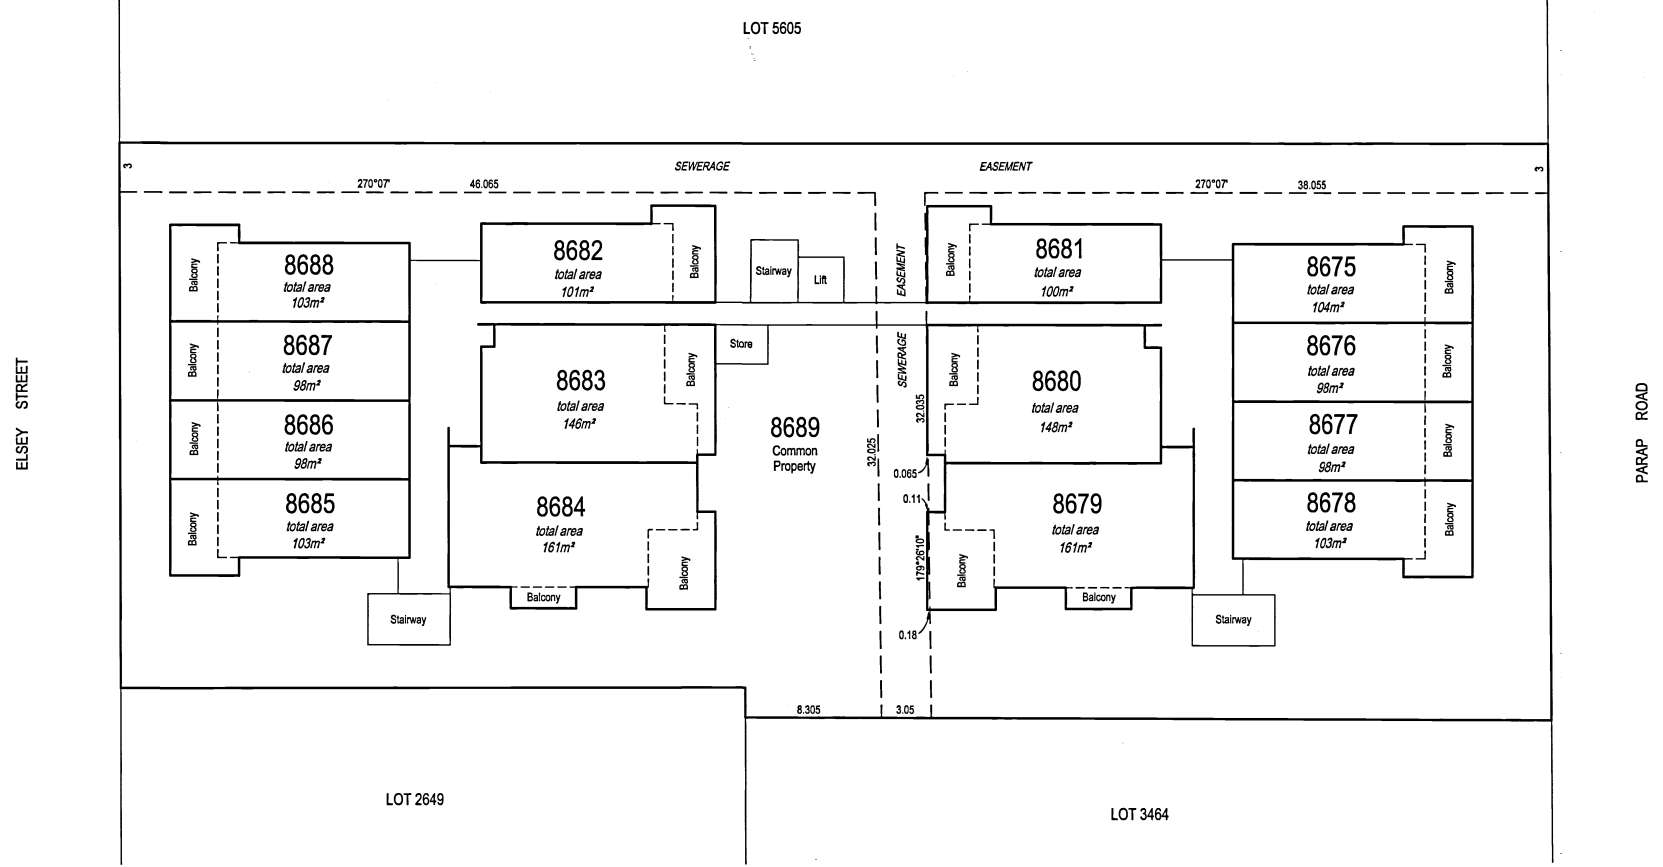 LOT 5605
SEWERAGE
EASEMENT
3
3
270°07'
46.065
270°07'
38.055
ELSEY STREET
PARAP ROAD
Balcony
8688
total area
103m²
Balcony
8687
total area
98m²
Balcony
8686
total area
98m²
Balcony
8685
total area
103m²
Stairway
8682
total area
101m²
Balcony
8683
total area
146m²
Balcony
8684
total area
161m²
Balcony
Balcony
Stairway
Lift
Store
8689
Common
Property
EASEMENT
SEWERAGE
32.025
32.035
0.065
0.11
179°26'10"
0.18
8.305
3.05
Balcony
8681
total area
100m²
Balcony
8680
total area
148m²
8679
total area
161m²
Balcony
Balcony
8675
total area
104m²
Balcony
8676
total area
98m²
Balcony
8677
total area
98m²
Balcony
8678
total area
103m²
Balcony
Stairway
LOT 2649
LOT 3464